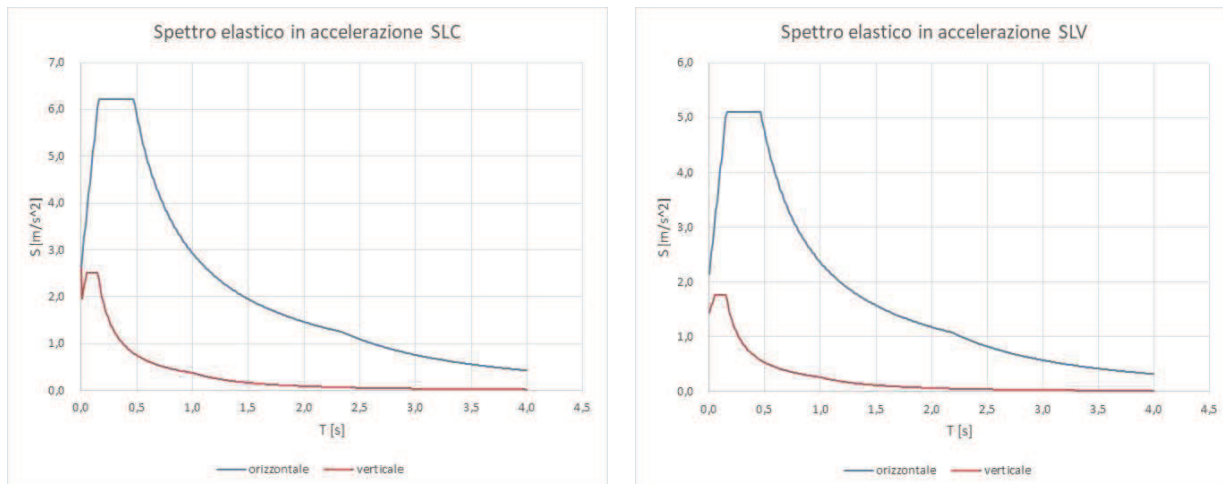 Spettro elastico in accelerazione SLC
7,0
6,0
5,0
4,0
3,0
2,0
1,0
0,0
S [m/s^2]
0,0 0,5 1,0 1,5 2,0 2,5 3,0 3,5 4,0 4,5
T [s]
orizzontale verticale
Spettro elastico in accelerazione SLV
6,0
5,0
4,0
3,0
2,0
1,0
0,0
S [m/s^2]
0,0 0,5 1,0 1,5 2,0 2,5 3,0 3,5 4,0 4,5
T [s]
orizzontale verticale